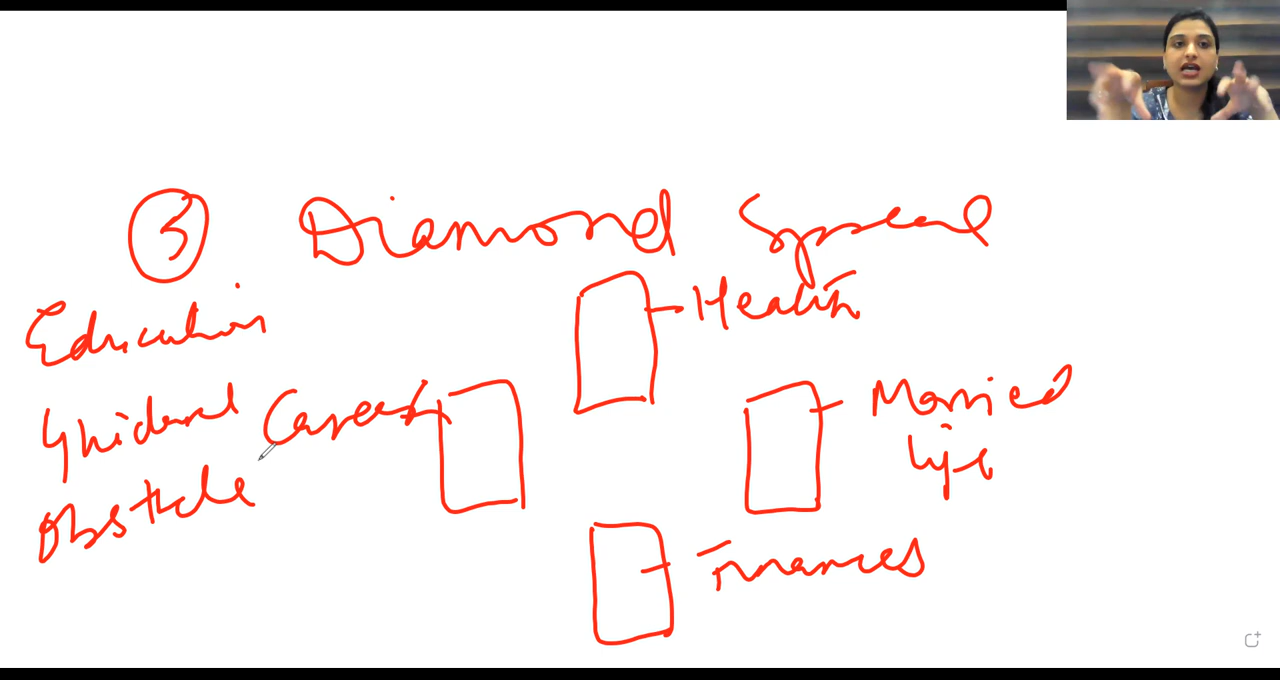 3 Diamond Spread
Health
Education
Career
Married
Life
Guidance
Obstacle
Finances